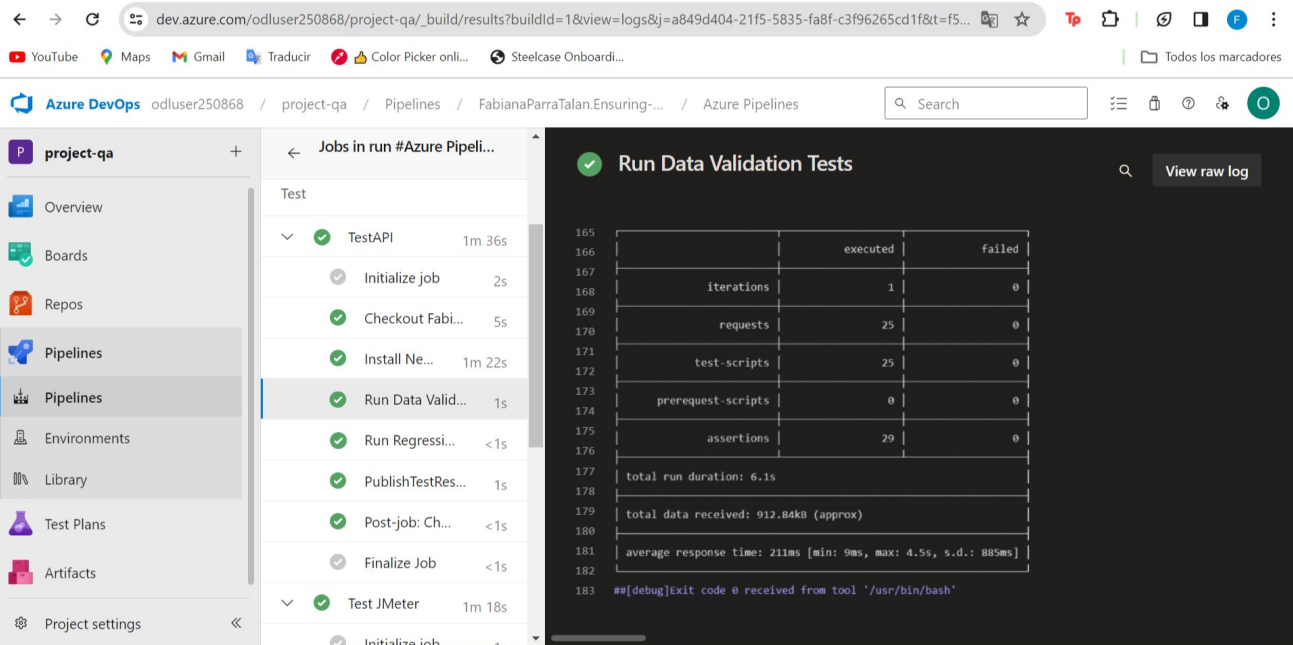 dev.azure.com/odluser250868/project-qa/_build/results?buildId=1&view=logs&j=a849d404-21f5-5835-fa8f-c3f96265cd1f&t=f5...
Tp
F
YouTube Maps Gmail Traducir Color Picker onli... Steelcase Onboardi... Todos los marcadores
Azure DevOps odluser250868 / project-qa / Pipelines / FabianaParraTalan.Ensuring-... / Azure Pipelines
Search
O
P project-qa +
Overview
Boards
Repos
Pipelines
Pipelines
Environments
Library
Test Plans
Artifacts
Project settings
Jobs in run #Azure Pipeli...
Test
TestAPI 1m 36s
Initialize job 2s
Checkout Fabi... 5s
Install Ne... 1m 22s
Run Data Valid... 1s
Run Regressi... <1s
PublishTestRes... 1s
Post-job: Ch... <1s
Finalize Job <1s
Test JMeter 1m 18s
Initialize job
Run Data Validation Tests
View raw log
165
166 executed failed
167
168 iterations 1 0
169
170 requests 25 0
171
172 test-scripts 25 0
173
174 prerequest-scripts 0 0
175
176 assertions 29 0
177 total run duration: 6.1s
178
179 total data received: 912.84kB (approx)
180
181 average response time: 211ms [min: 9ms, max: 4.5s, s.d.: 885ms]
182
183 ##[debug]Exit code 0 received from tool '/usr/bin/bash'